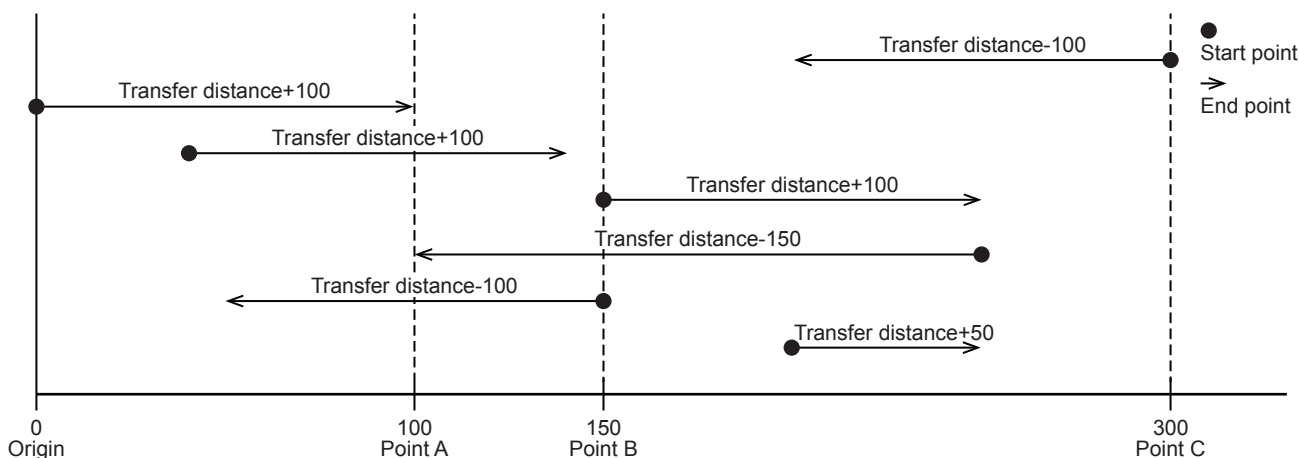 Transfer distance-100
Start point
End point
Transfer distance+100
Transfer distance+100
Transfer distance+100
Transfer distance-150
Transfer distance-100
Transfer distance+50
0
Origin
100
Point A
150
Point B
300
Point C